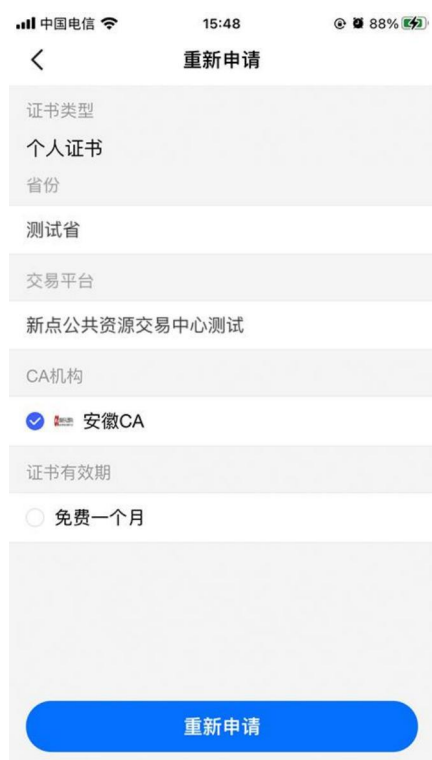 中国电信
15:48
88%
重新申请
证书类型
个人证书
省份
测试省
交易平台
新点公共资源交易中心测试
CA机构
安徽CA
证书有效期
免费一个月
重新申请